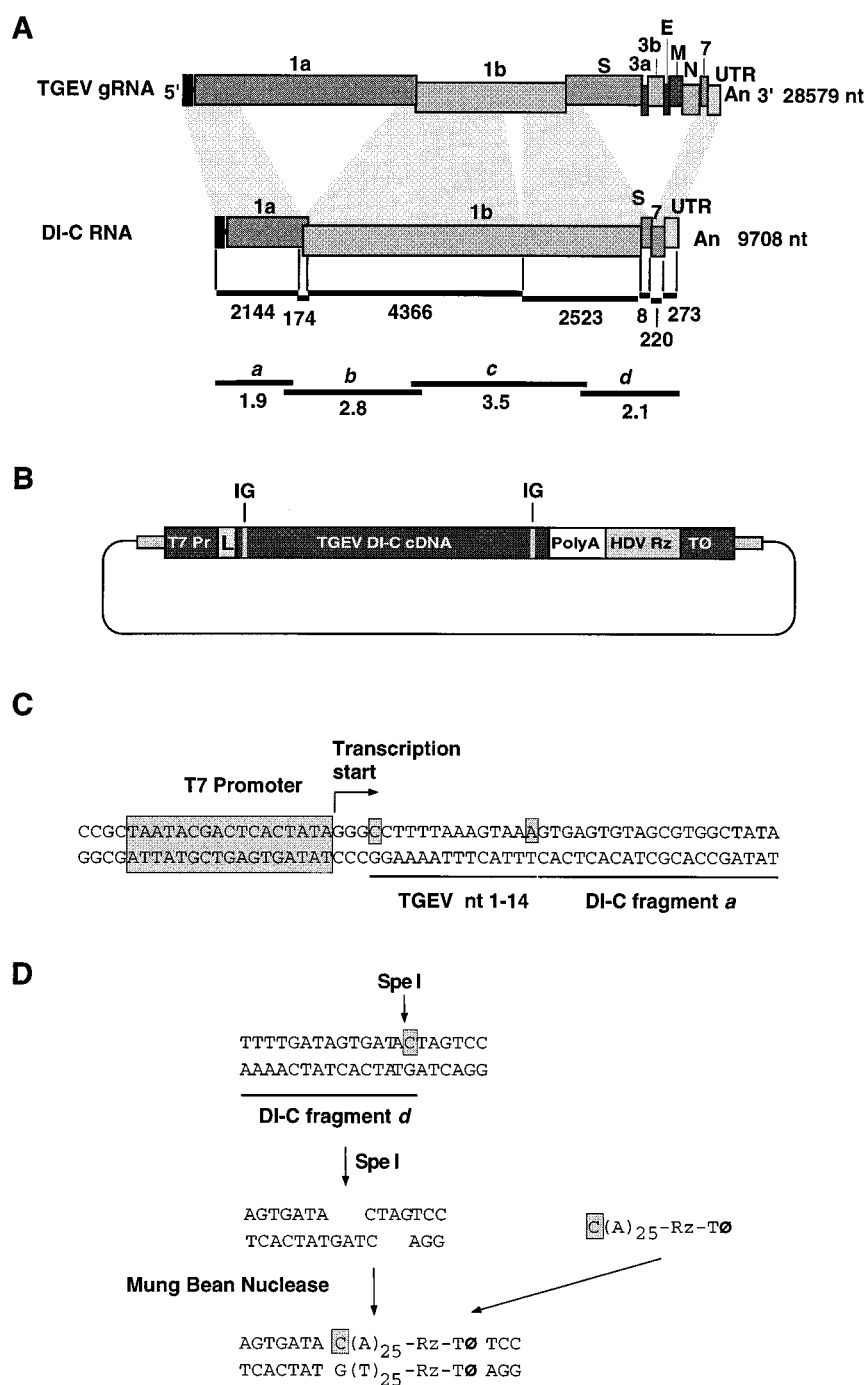 A
E
3b M
1a 1b S 3a N 7 UTR
TGEV gRNA 5' An 3' 28579 nt
1a 1b S 7 UTR
DI-C RNA An 9708 nt
2144 174 4366 2523 8 220 273
a b c d
1.9 2.8 3.5 2.1
B
IG IG
T7 Pr L TGEV DI-C cDNA PolyA HDV Rz TØ
C
Transcription
start
T7 Promoter
CCGCTAATACGACTCACTATAGGGCCTTTTAAAGTAAAGTGAGTGTAGCGTGGCTATA
GGCGATTATGCTGAGTGATATCCCGGAAAATTTCATTTCACTCACATCGCACCGATAT
TGEV nt 1-14 DI-C fragment a
D
Spe I
TTTTGATAGTGATACTAGTCC
AAAACTATCACTATGATCAGG
DI-C fragment d
Spe I
AGTGATA CTAGTCC
TCACTATGATC AGG
C(A)25-Rz-TØ
Mung Bean Nuclease
AGTGATA C(A)25-Rz-TØ TCC
TCACTAT G(T)25-Rz-TØ AGG